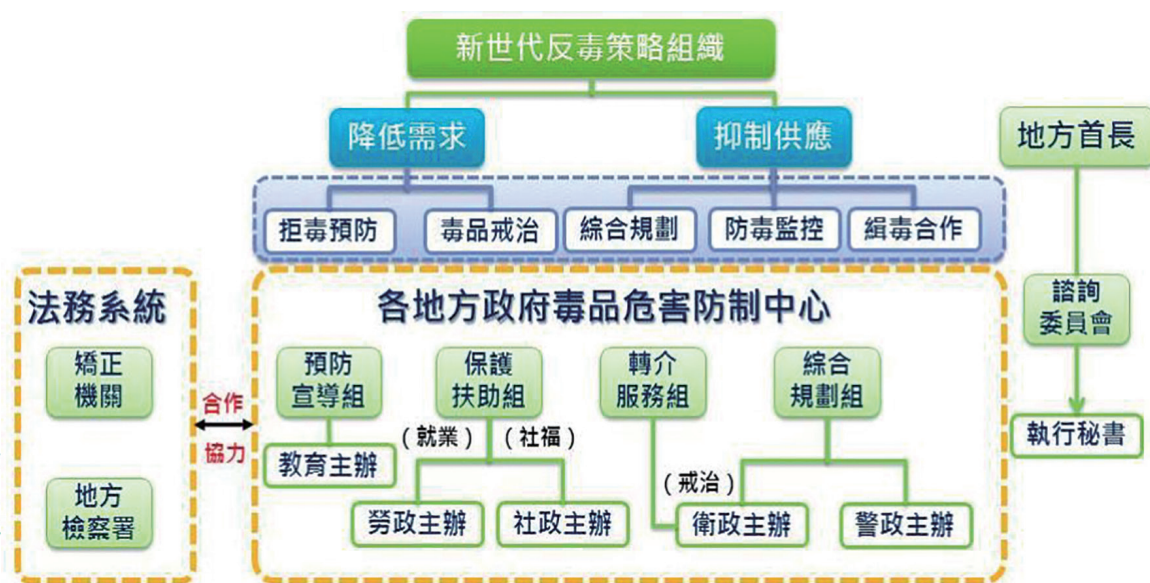 新世代反毒策略組織
降低需求
抑制供應
地方首長
拒毒預防
毒品戒治
綜合規劃
防毒監控
緝毒合作
諮詢
委員會
執行秘書
法務系統
矯正
機關
地方
檢察署
合作
協力
各地方政府毒品危害防制中心
預防
宣導組
保護
扶助組
轉介
服務組
綜合
規劃組
教育主辦
(就業)
(社福)
勞政主辦
社政主辦
(戒治)
衛政主辦
警政主辦